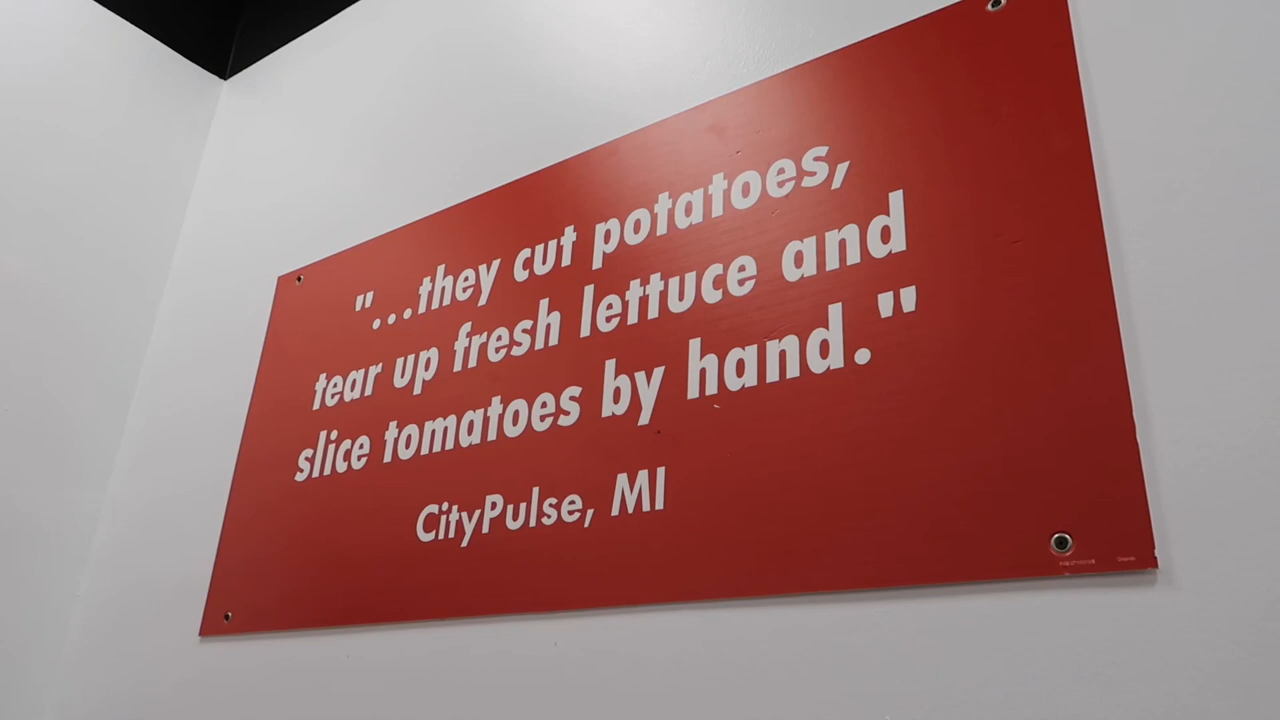 "...they cut potatoes,
tear up fresh lettuce and
slice tomatoes by hand."
CityPulse, MI